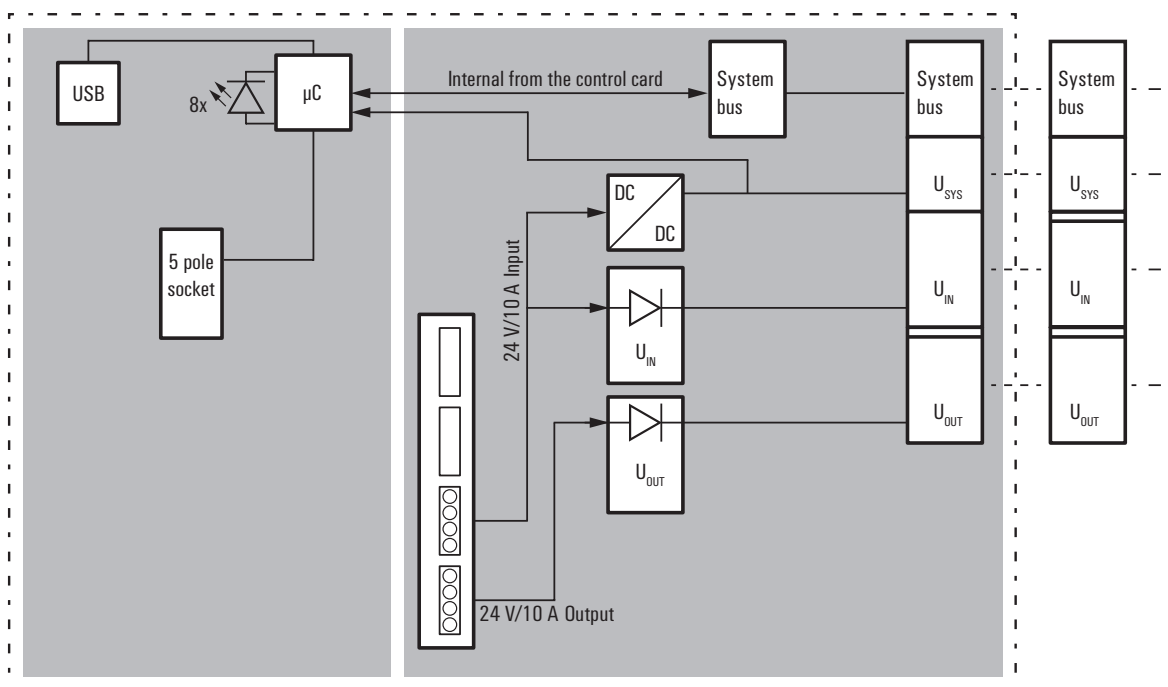 USB
8x
µC
Internal from the control card
System
bus
System
bus
System
bus
DC
DC
U_SYS
U_SYS
5 pole
socket
24 V/10 A Input
U_IN
U_IN
U_IN
U_OUT
U_OUT
U_OUT
24 V/10 A Output